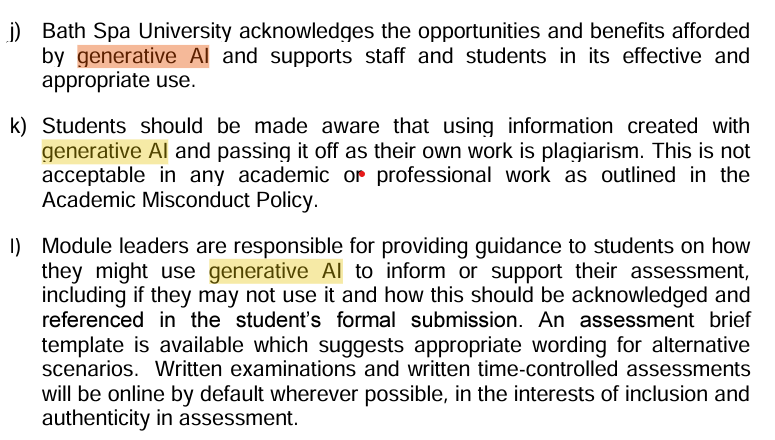 j) Bath Spa University acknowledges the opportunities and benefits afforded
by generative AI and supports staff and students in its effective and
appropriate use.
k) Students should be made aware that using information created with
generative AI and passing it off as their own work is plagiarism. This is not
acceptable in any academic or professional work as outlined in the
Academic Misconduct Policy.
l) Module leaders are responsible for providing guidance to students on how
they might use generative AI to inform or support their assessment,
including if they may not use it and how this should be acknowledged and
referenced in the student's formal submission. An assessment brief
template is available which suggests appropriate wording for alternative
scenarios. Written examinations and written time-controlled assessments
will be online by default wherever possible, in the interests of inclusion and
authenticity in assessment.